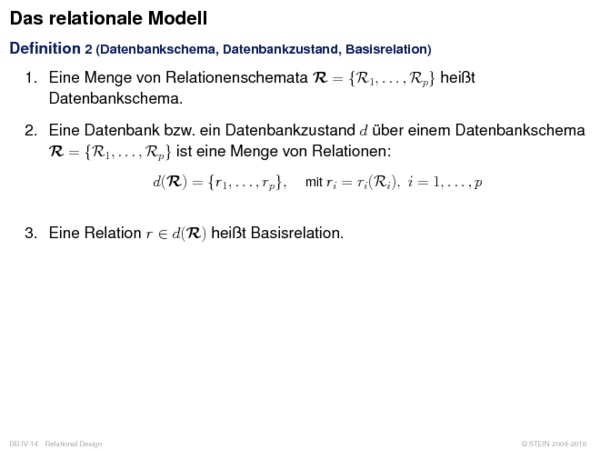 Das relationale Modell
Definition 2 (Datenbankschema, Datenbankzustand, Basisrelation)
1. Eine Menge von Relationenschemata 𝓡 = {ℛ₁, . . . , ℛₚ} heißt
Datenbankschema.
2. Eine Datenbank bzw. ein Datenbankzustand d über einem Datenbankschema
𝓡 = {ℛ₁, . . . , ℛₚ} ist eine Menge von Relationen:
d(𝓡) = {r₁, . . . , rₚ}, mit rᵢ = rᵢ(ℛᵢ), i = 1, . . . , p
3. Eine Relation r ∈ d(𝓡) heißt Basisrelation.
DB:IV-14 Relational Design © STEIN 2004-2018